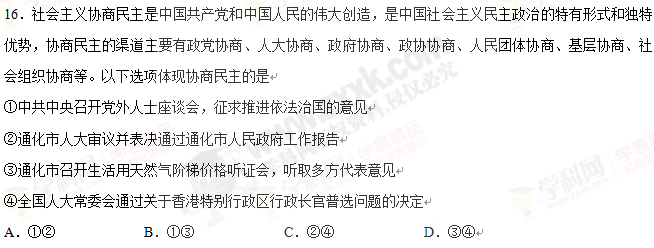 16．社会主义协商民主是中国共产党和中国人民的伟大创造，是中国社会主义民主政治的特有形式和独特
优势，协商民主的渠道主要有政党协商、人大协商、政府协商、政协协商、人民团体协商、基层协商、社
会组织协商等。以下选项体现协商民主的是
①中共中央召开党外人士座谈会，征求推进依法治国的意见
②通化市人大审议并表决通过通化市人民政府工作报告
③通化市召开生活用天然气阶梯价格听证会，听取多方代表意见
④全国人大常委会通过关于香港特别行政区行政长官普选问题的决定
A．①② B．①③ C．②④ D．③④